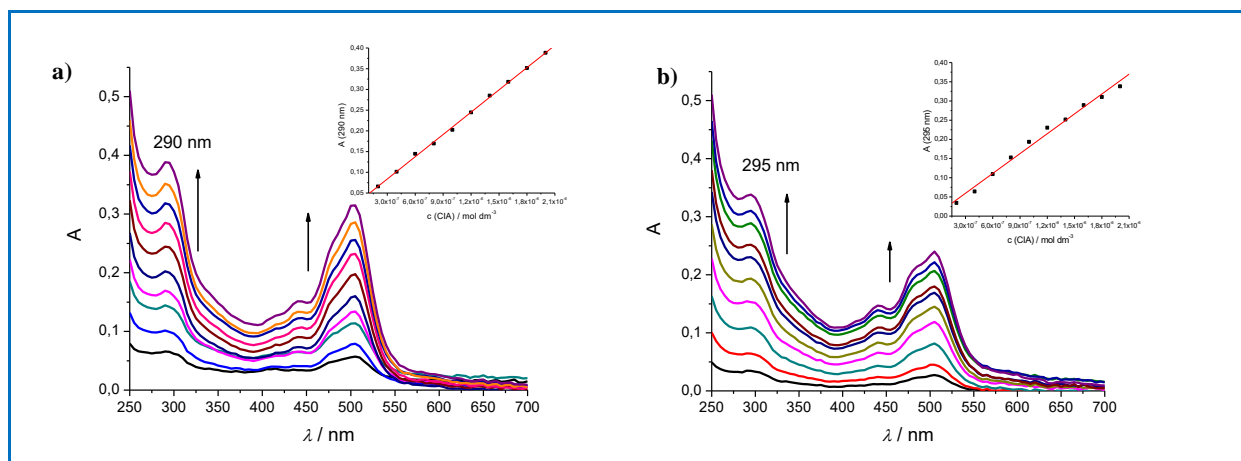 a)
A
0,5
0,4
0,3
0,2
0,1
0,0
290 nm
250 300 350 400 450 500 550 600 650 700
λ / nm
A (290 nm)
0,40
0,35
0,30
0,25
0,20
0,15
0,10
0,05
3,0x10⁻⁷ 6,0x10⁻⁷ 9,0x10⁻⁷ 1,2x10⁻⁶ 1,5x10⁻⁶ 1,8x10⁻⁶ 2,1x10⁻⁶
c (CIA) / mol dm⁻³
b)
A
0,5
0,4
0,3
0,2
0,1
0,0
295 nm
250 300 350 400 450 500 550 600 650 700
λ / nm
A (295 nm)
0,40
0,35
0,30
0,25
0,20
0,15
0,10
0,05
0,00
3,0x10⁻⁷ 6,0x10⁻⁷ 9,0x10⁻⁷ 1,2x10⁻⁶ 1,5x10⁻⁶ 1,8x10⁻⁶ 2,1x10⁻⁶
c (CIA) / mol dm⁻³